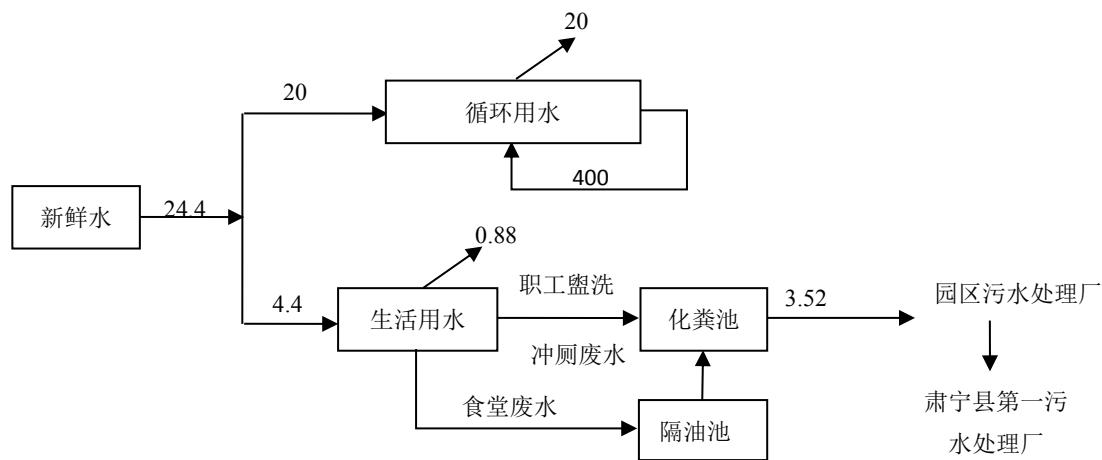 20
20
循环用水
400
新鲜水
24.4
0.88
4.4
生活用水
职工盥洗
冲厕废水
化粪池
3.52
园区污水处理厂
食堂废水
隔油池
肃宁县第一污
水处理厂